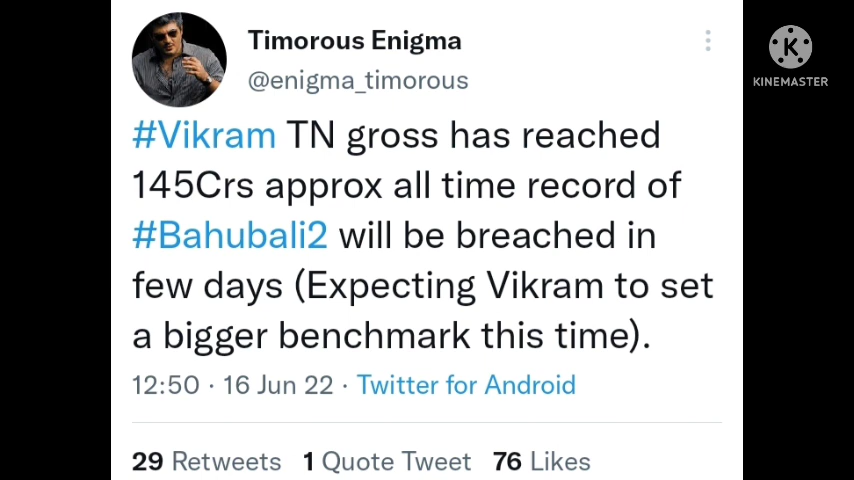 Timorous Enigma
@enigma_timorous
K
KINEMASTER
#Vikram TN gross has reached
145Crs approx all time record of
#Bahubali2 will be breached in
few days (Expecting Vikram to set
a bigger benchmark this time).
12:50 · 16 Jun 22 · Twitter for Android
29 Retweets 1 Quote Tweet 76 Likes